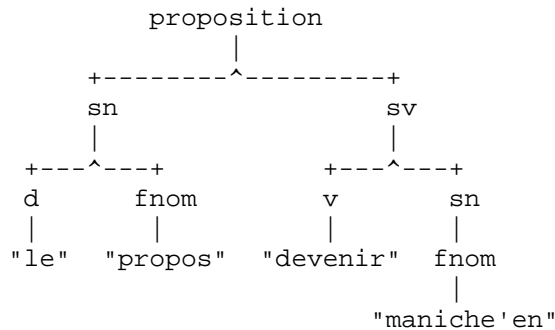 proposition
sn sv
d fnom v sn
"le" "propos" "devenir" fnom
"maniche'en"